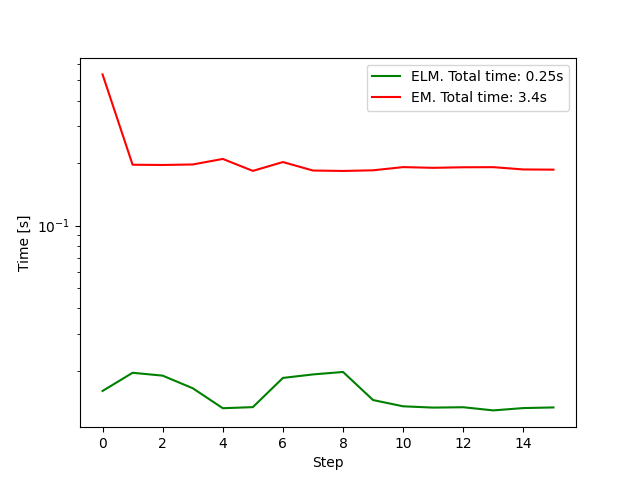 ELM. Total time: 0.25s
EM. Total time: 3.4s
10⁻¹
Time [s]
0 2 4 6 8 10 12 14
Step